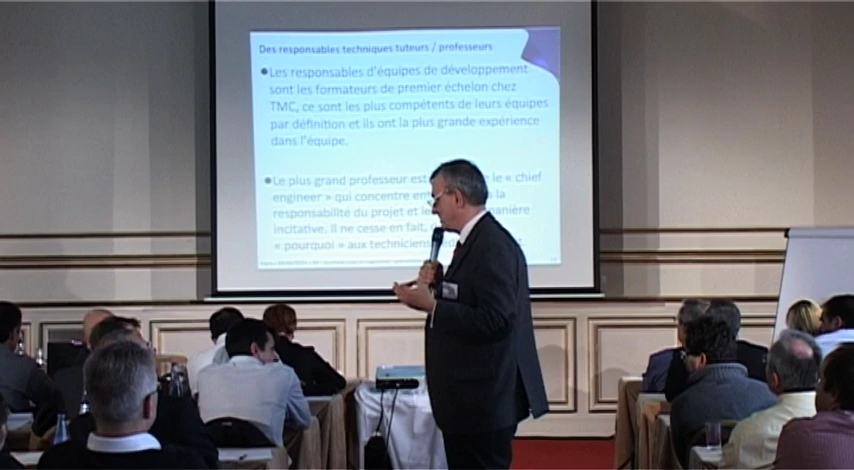 Des responsables techniques tuteurs / professeurs
Les responsables d'équipes de développement
sont les formateurs de premier échelon chez
TMC, ce sont les plus compétents de leurs équipes
par définition et ils ont la plus grande expérience
dans l'équipe.
Le plus grand professeur est le « chief
engineer » qui concentre la
responsabilité du projet et manière
incitative. Il ne cesse en fait,
« pourquoi » aux techniciens